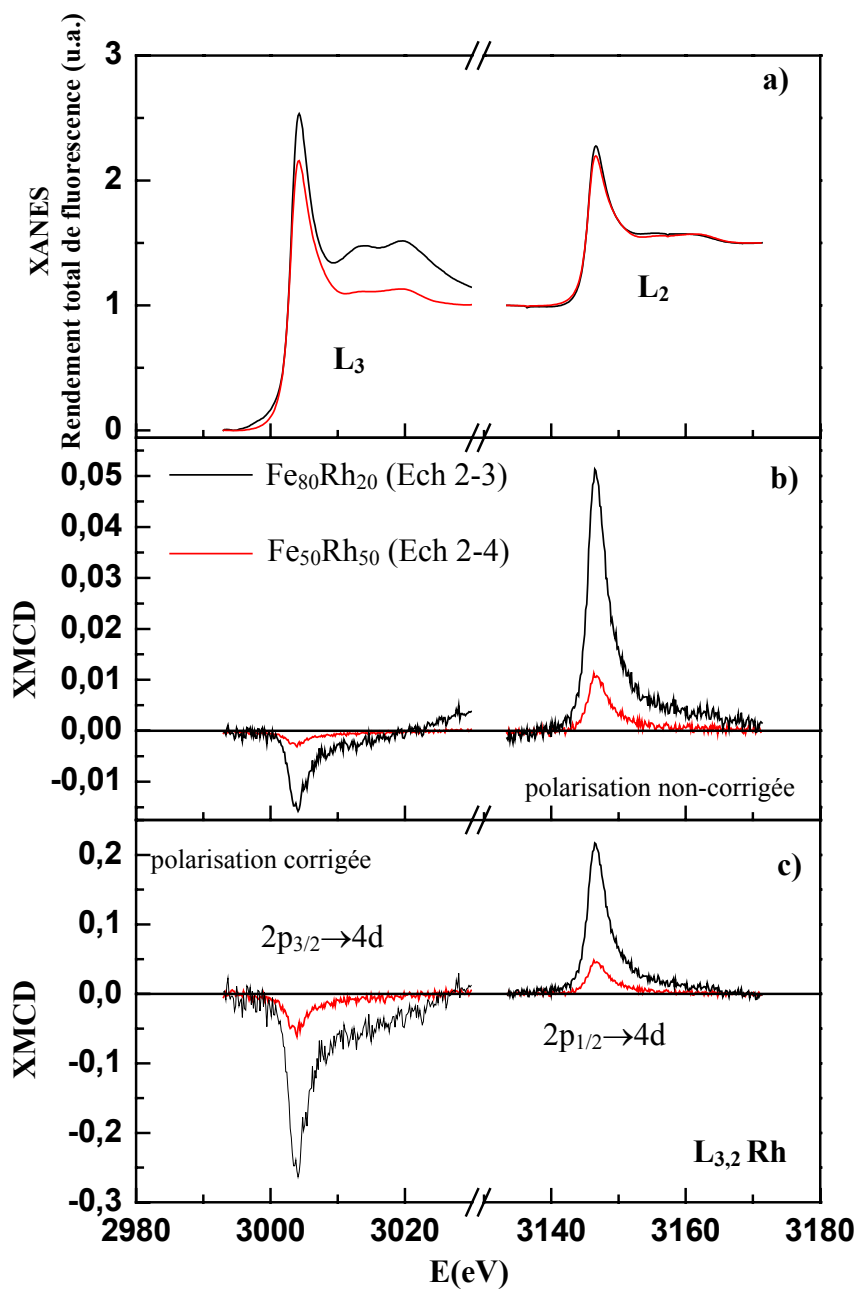 XANES
Rendement total de fluorescence (u.a.)
3
2
1
0
a)
L₃
L₂
XMCD
0,05
0,04
0,03
0,02
0,01
0,00
-0,01
b)
Fe₈₀Rh₂₀ (Ech 2-3)
Fe₅₀Rh₅₀ (Ech 2-4)
polarisation non-corrigée
XMCD
0,2
0,1
0,0
-0,1
-0,2
-0,3
polarisation corrigée
c)
2p₃/₂→4d
2p₁/₂→4d
L₃,₂ Rh
2980 3000 3020 3140 3160 3180
E(eV)